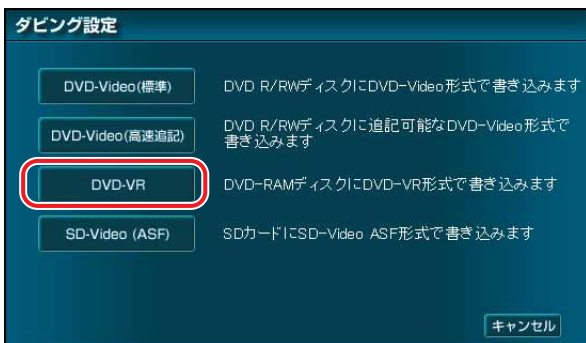 ダビング設定
DVD-Video(標準)
DVD R/RWディスクにDVD-Video形式で書き込みます
DVD-Video(高速追記)
DVD R/RWディスクに追記可能なDVD-Video形式で
書き込みます
DVD-VR
DVD-RAMディスクにDVD-VR形式で書き込みます
SD-Video (ASF)
SDカードにSD-Video ASF形式で書き込みます
キャンセル